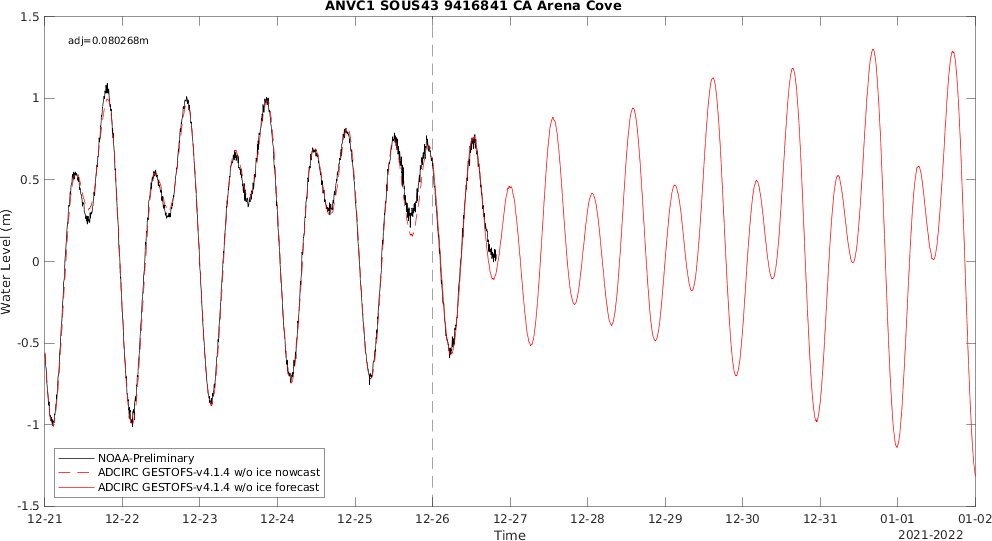 ANVC1 SOUS43 9416841 CA Arena Cove
adj=0.080268m
1.5
1
0.5
0
-0.5
-1
-1.5
Water Level (m)
NOAA-Preliminary
ADCIRC GESTOFS-v4.1.4 w/o ice nowcast
ADCIRC GESTOFS-v4.1.4 w/o ice forecast
12-21 12-22 12-23 12-24 12-25 12-26 12-27 12-28 12-29 12-30 12-31 01-01 01-02
Time
2021-2022